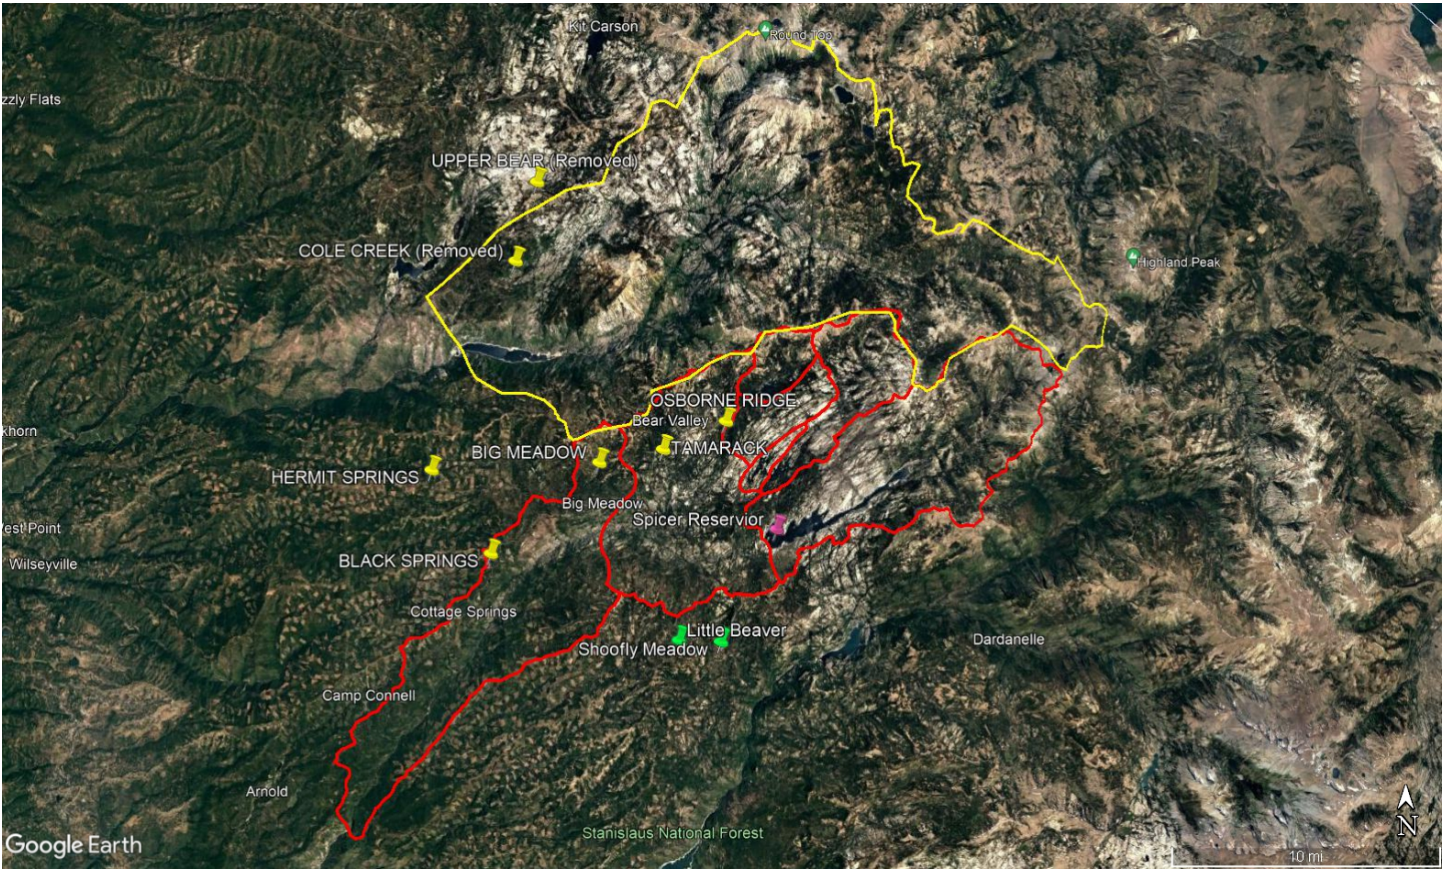 Kit Carson
Round Top
zzly Flats
UPPER BEAR (Removed)
COLE CREEK (Removed)
Highland Peak
OSBORNE RIDGE
Bear Valley
khorn
TAMARACK
BIG MEADOW
HERMIT SPRINGS
Big Meadow
Spicer Reservior
est Point
BLACK SPRINGS
Wilseyville
Cottage Springs
Little Beaver
Dardanelle
Shoofly Meadow
Camp Connell
Arnold
N
Stanislaus National Forest
Google Earth
10 mi